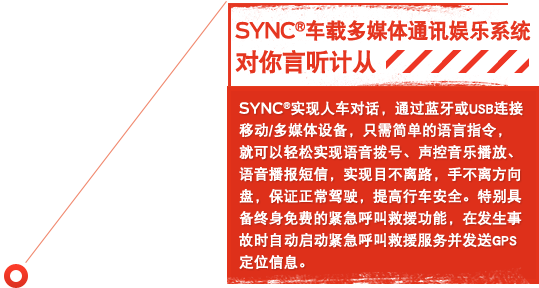 SYNC®车载多媒体通讯娱乐系统
对你言听计从
SYNC®实现人车对话，通过蓝牙或USB连接
移动/多媒体设备，只需简单的语言指令，
就可以轻松实现语音拨号、声控音乐播放、
语音播报短信，实现目不离路，手不离方向
盘，保证正常驾驶，提高行车安全。特别具
备终身免费的紧急呼叫救援功能，在发生事
故时自动启动紧急呼叫救援服务并发送GPS
定位信息。